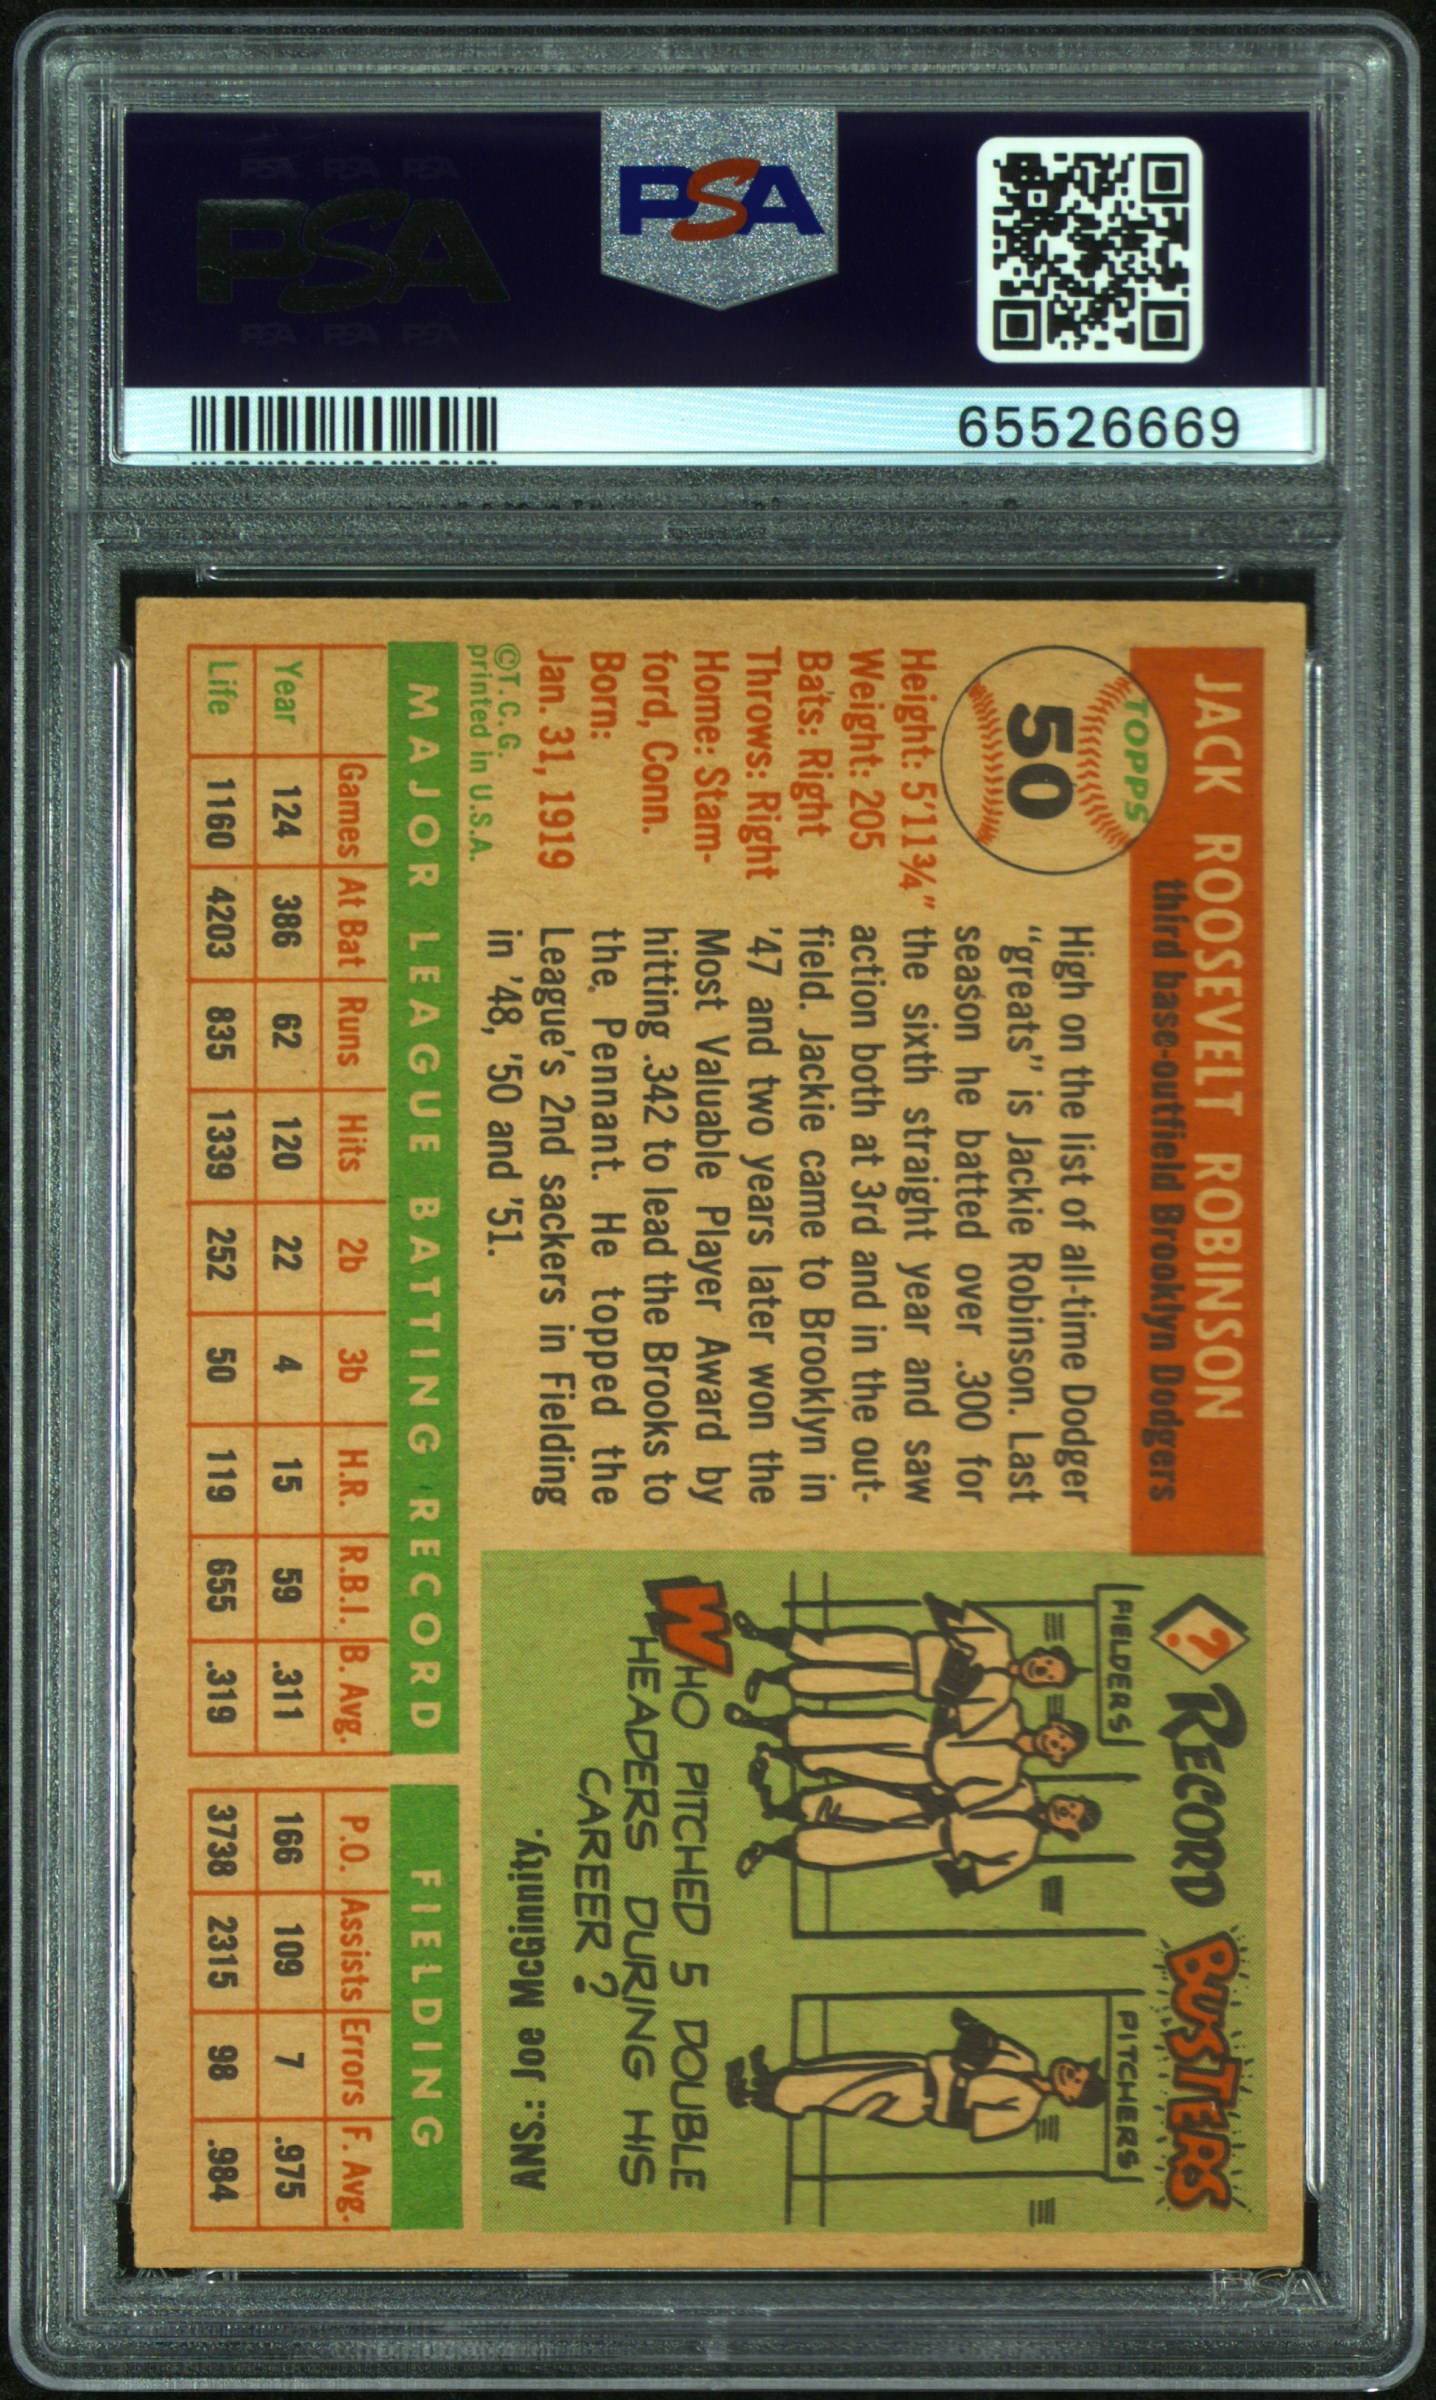 PSA PSA PSA
PSA
PSA PSA PSA
PSA
65526669
JACK ROOSEVELT ROBINSON
third base-outfield Brooklyn Dodgers
TOPPS
50
Height: 5'11¾"
Weight: 205
Bats: Right
Throws: Right
Home: Stam-
ford, Conn.
Born:
Jan. 31, 1919
©T. C. G.
printed in U.S.A.
High on the list of all-time Dodger
"greats" is Jackie Robinson. Last
season he batted over .300 for
the sixth straight year and saw
action both at 3rd and in the out-
field. Jackie came to Brooklyn in
'47 and two years later won the
Most Valuable Player Award by
hitting .342 to lead the Brooks to
the Pennant. He topped the
League's 2nd sackers in Fielding
in '48, '50 and '51.
? RECORD BUSTERS
FIELDERS PITCHERS
WHO PITCHED 5 DOUBLE
HEADERS DURING HIS
CAREER?
ANS.: Joe McGinnity.
MAJOR LEAGUE BATTING RECORD FIELDING
Games At Bat Runs Hits 2b 3b H.R. R.B.I. B. Avg. P.O. Assists Errors F. Avg.
Year 124 386 62 120 22 4 15 59 .311 166 109 7 .975
Life 1160 4203 835 1339 252 50 119 655 .319 3738 2315 98 .984
PSA